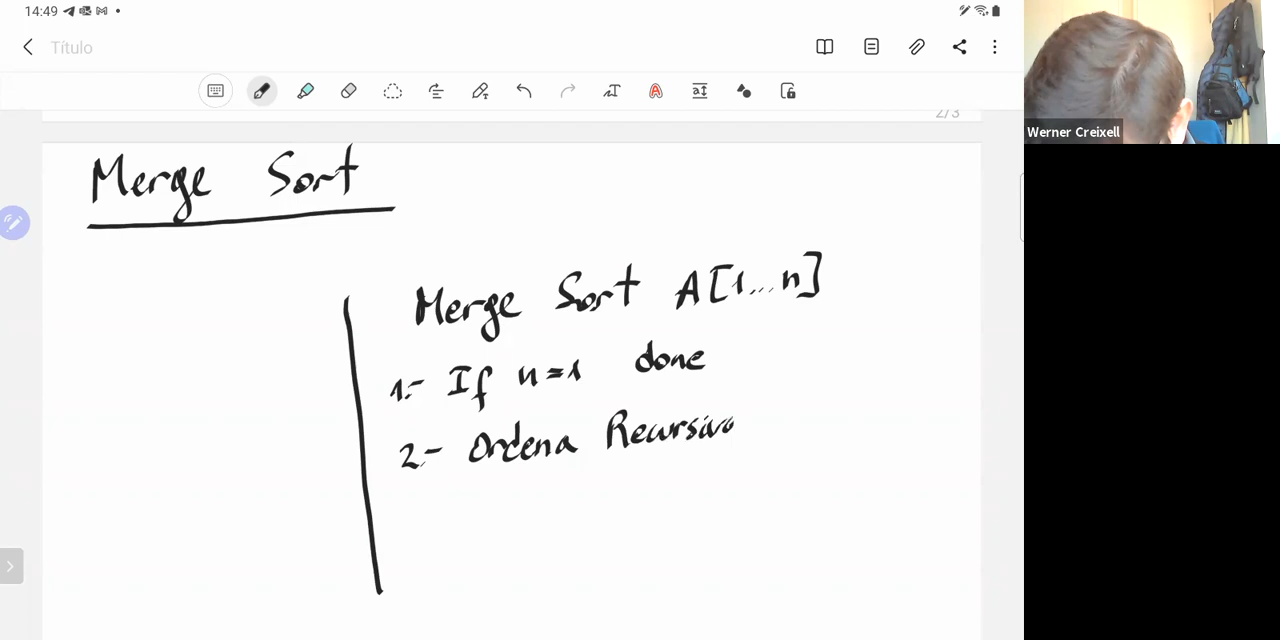 14:49
Título
2/3
Merge Sort
Merge Sort A[1...n]
1.- If n=1 done
2.- Ordena Recursivo
Werner Creixell